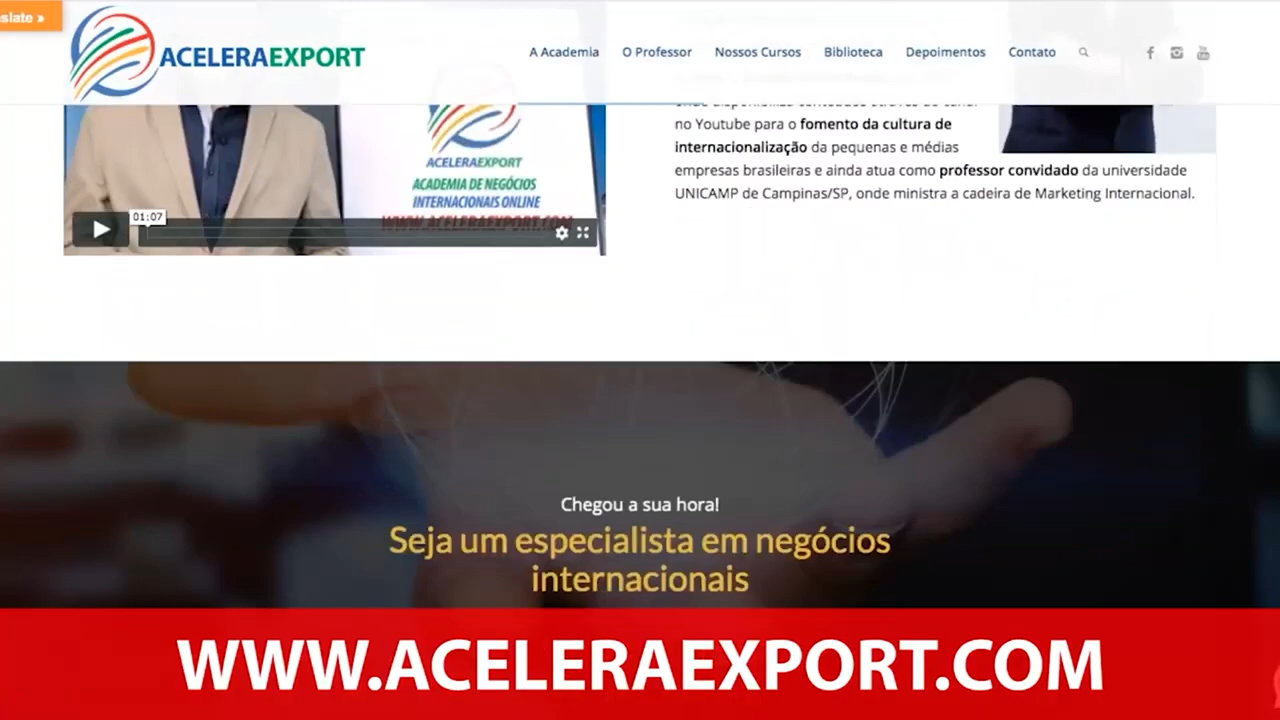 slate »
ACELERAEXPORT
A Academia
O Professor
Nossos Cursos
Biblioteca
Depoimentos
Contato
no Youtube para o fomento da cultura de
internacionalização da pequenas e médias
empresas brasileiras e ainda atua como professor convidado da universidade
UNICAMP de Campinas/SP, onde ministra a cadeira de Marketing Internacional.
ACELERAEXPORT
ACADEMIA DE NEGÓCIOS
INTERNACIONAIS ONLINE
WWW.ACELERAEXPORT.COM
01:07
Chegou a sua hora!
Seja um especialista em negócios
internacionais
WWW.ACELERAEXPORT.COM